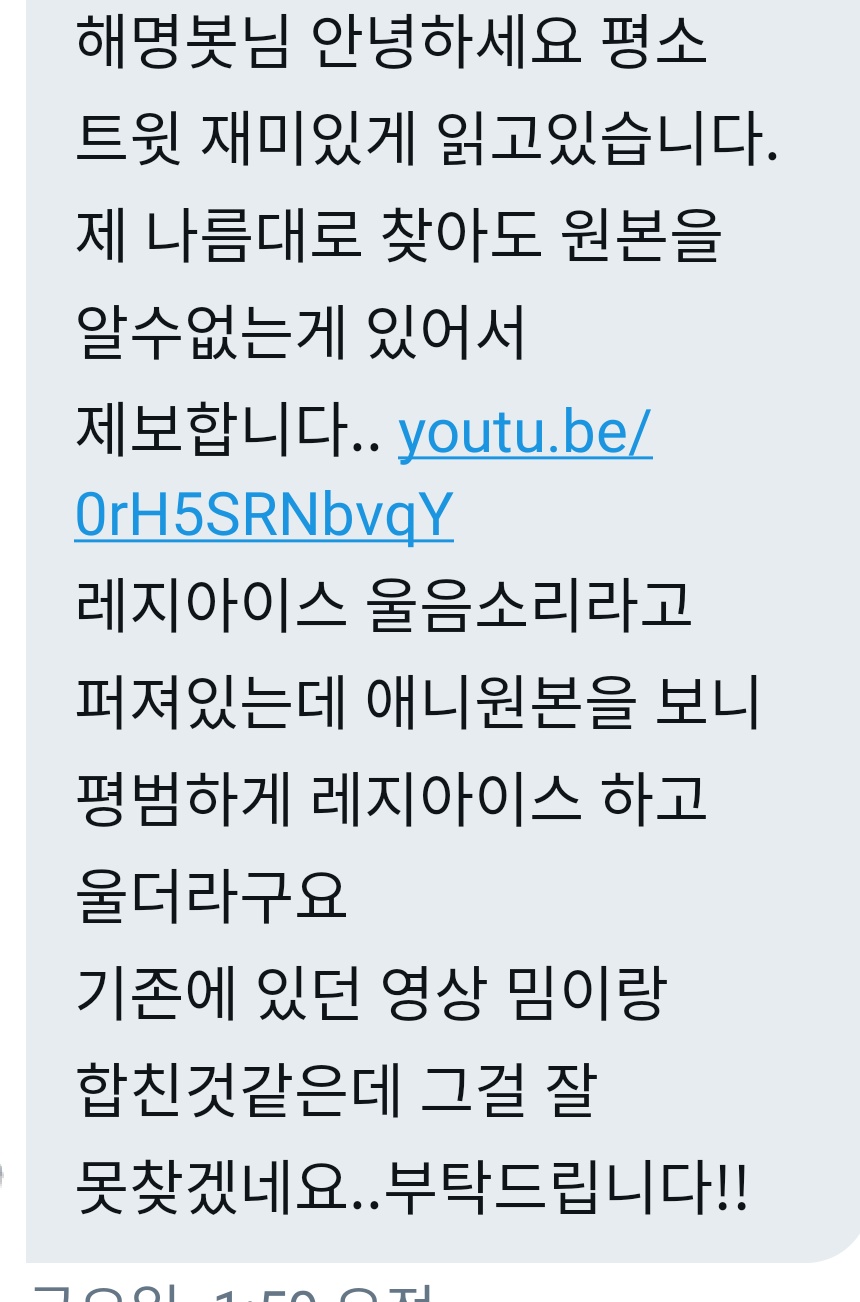 해명봇님 안녕하세요 평소
트윗 재미있게 읽고있습니다.
제 나름대로 찾아도 원본을
알수없는게 있어서
제보합니다.. youtu.be/
0rH5SRNbvqY
레지아이스 울음소리라고
퍼져있는데 애니원본을 보니
평범하게 레지아이스 하고
울더라구요
기존에 있던 영상 밈이랑
합친것같은데 그걸 잘
못찾겠네요..부탁드립니다!!